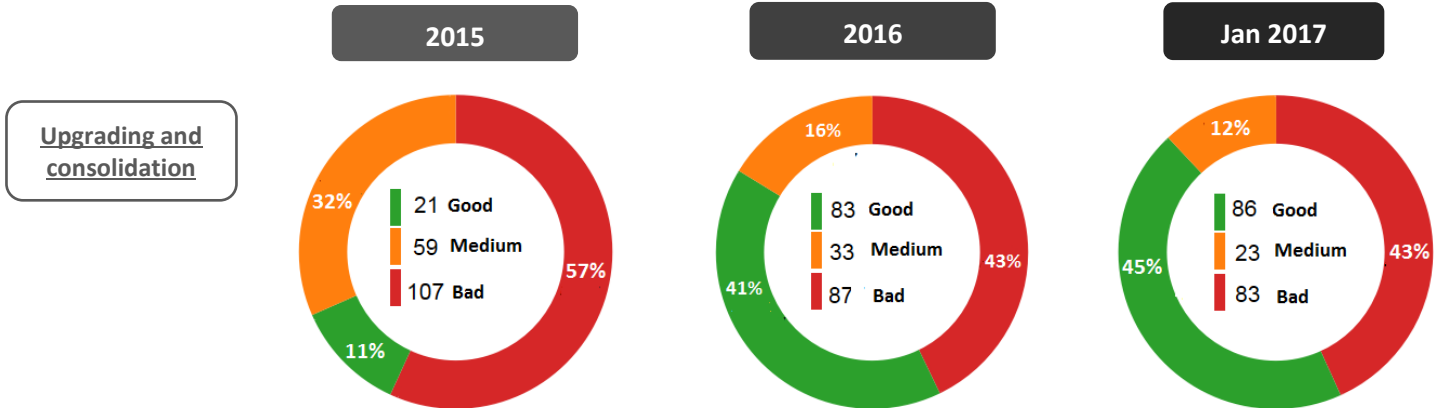 2015
2016
Jan 2017
Upgrading and
consolidation
32%
57%
11%
21 Good
59 Medium
107 Bad
16%
43%
41%
83 Good
33 Medium
87 Bad
12%
43%
45%
86 Good
23 Medium
83 Bad